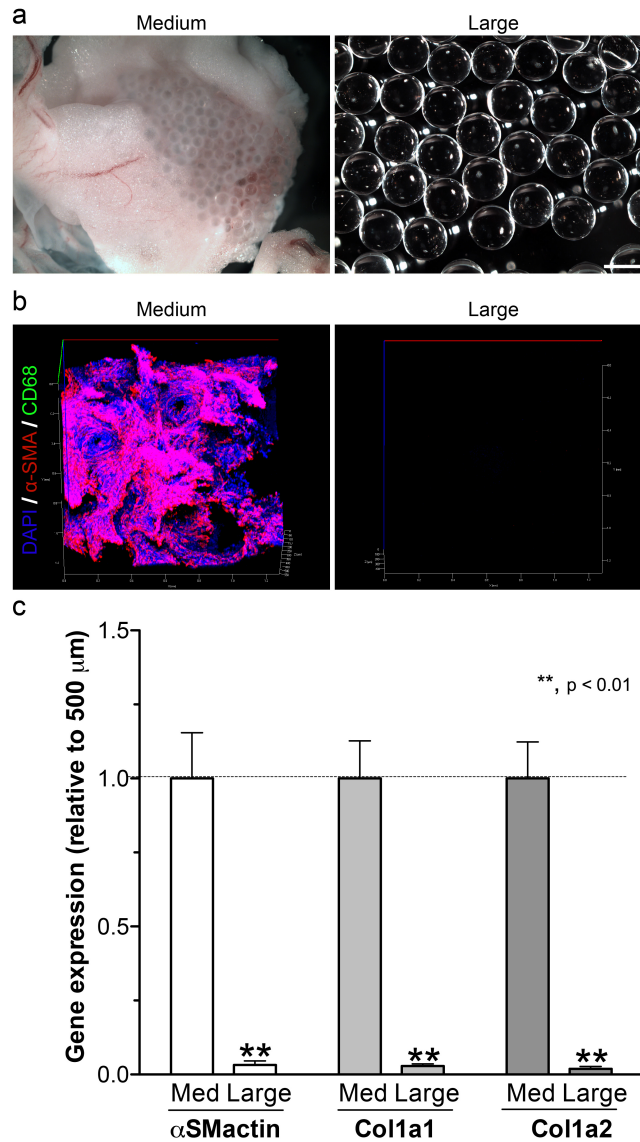 a
Medium Large
b
Medium Large
DAPI / α-SMA / CD68
c
Gene expression (relative to 500 μm)
1.5
**, p < 0.01
1.0
0.5
** ** **
0.0
Med Large Med Large Med Large
αSMactin Col1a1 Col1a2